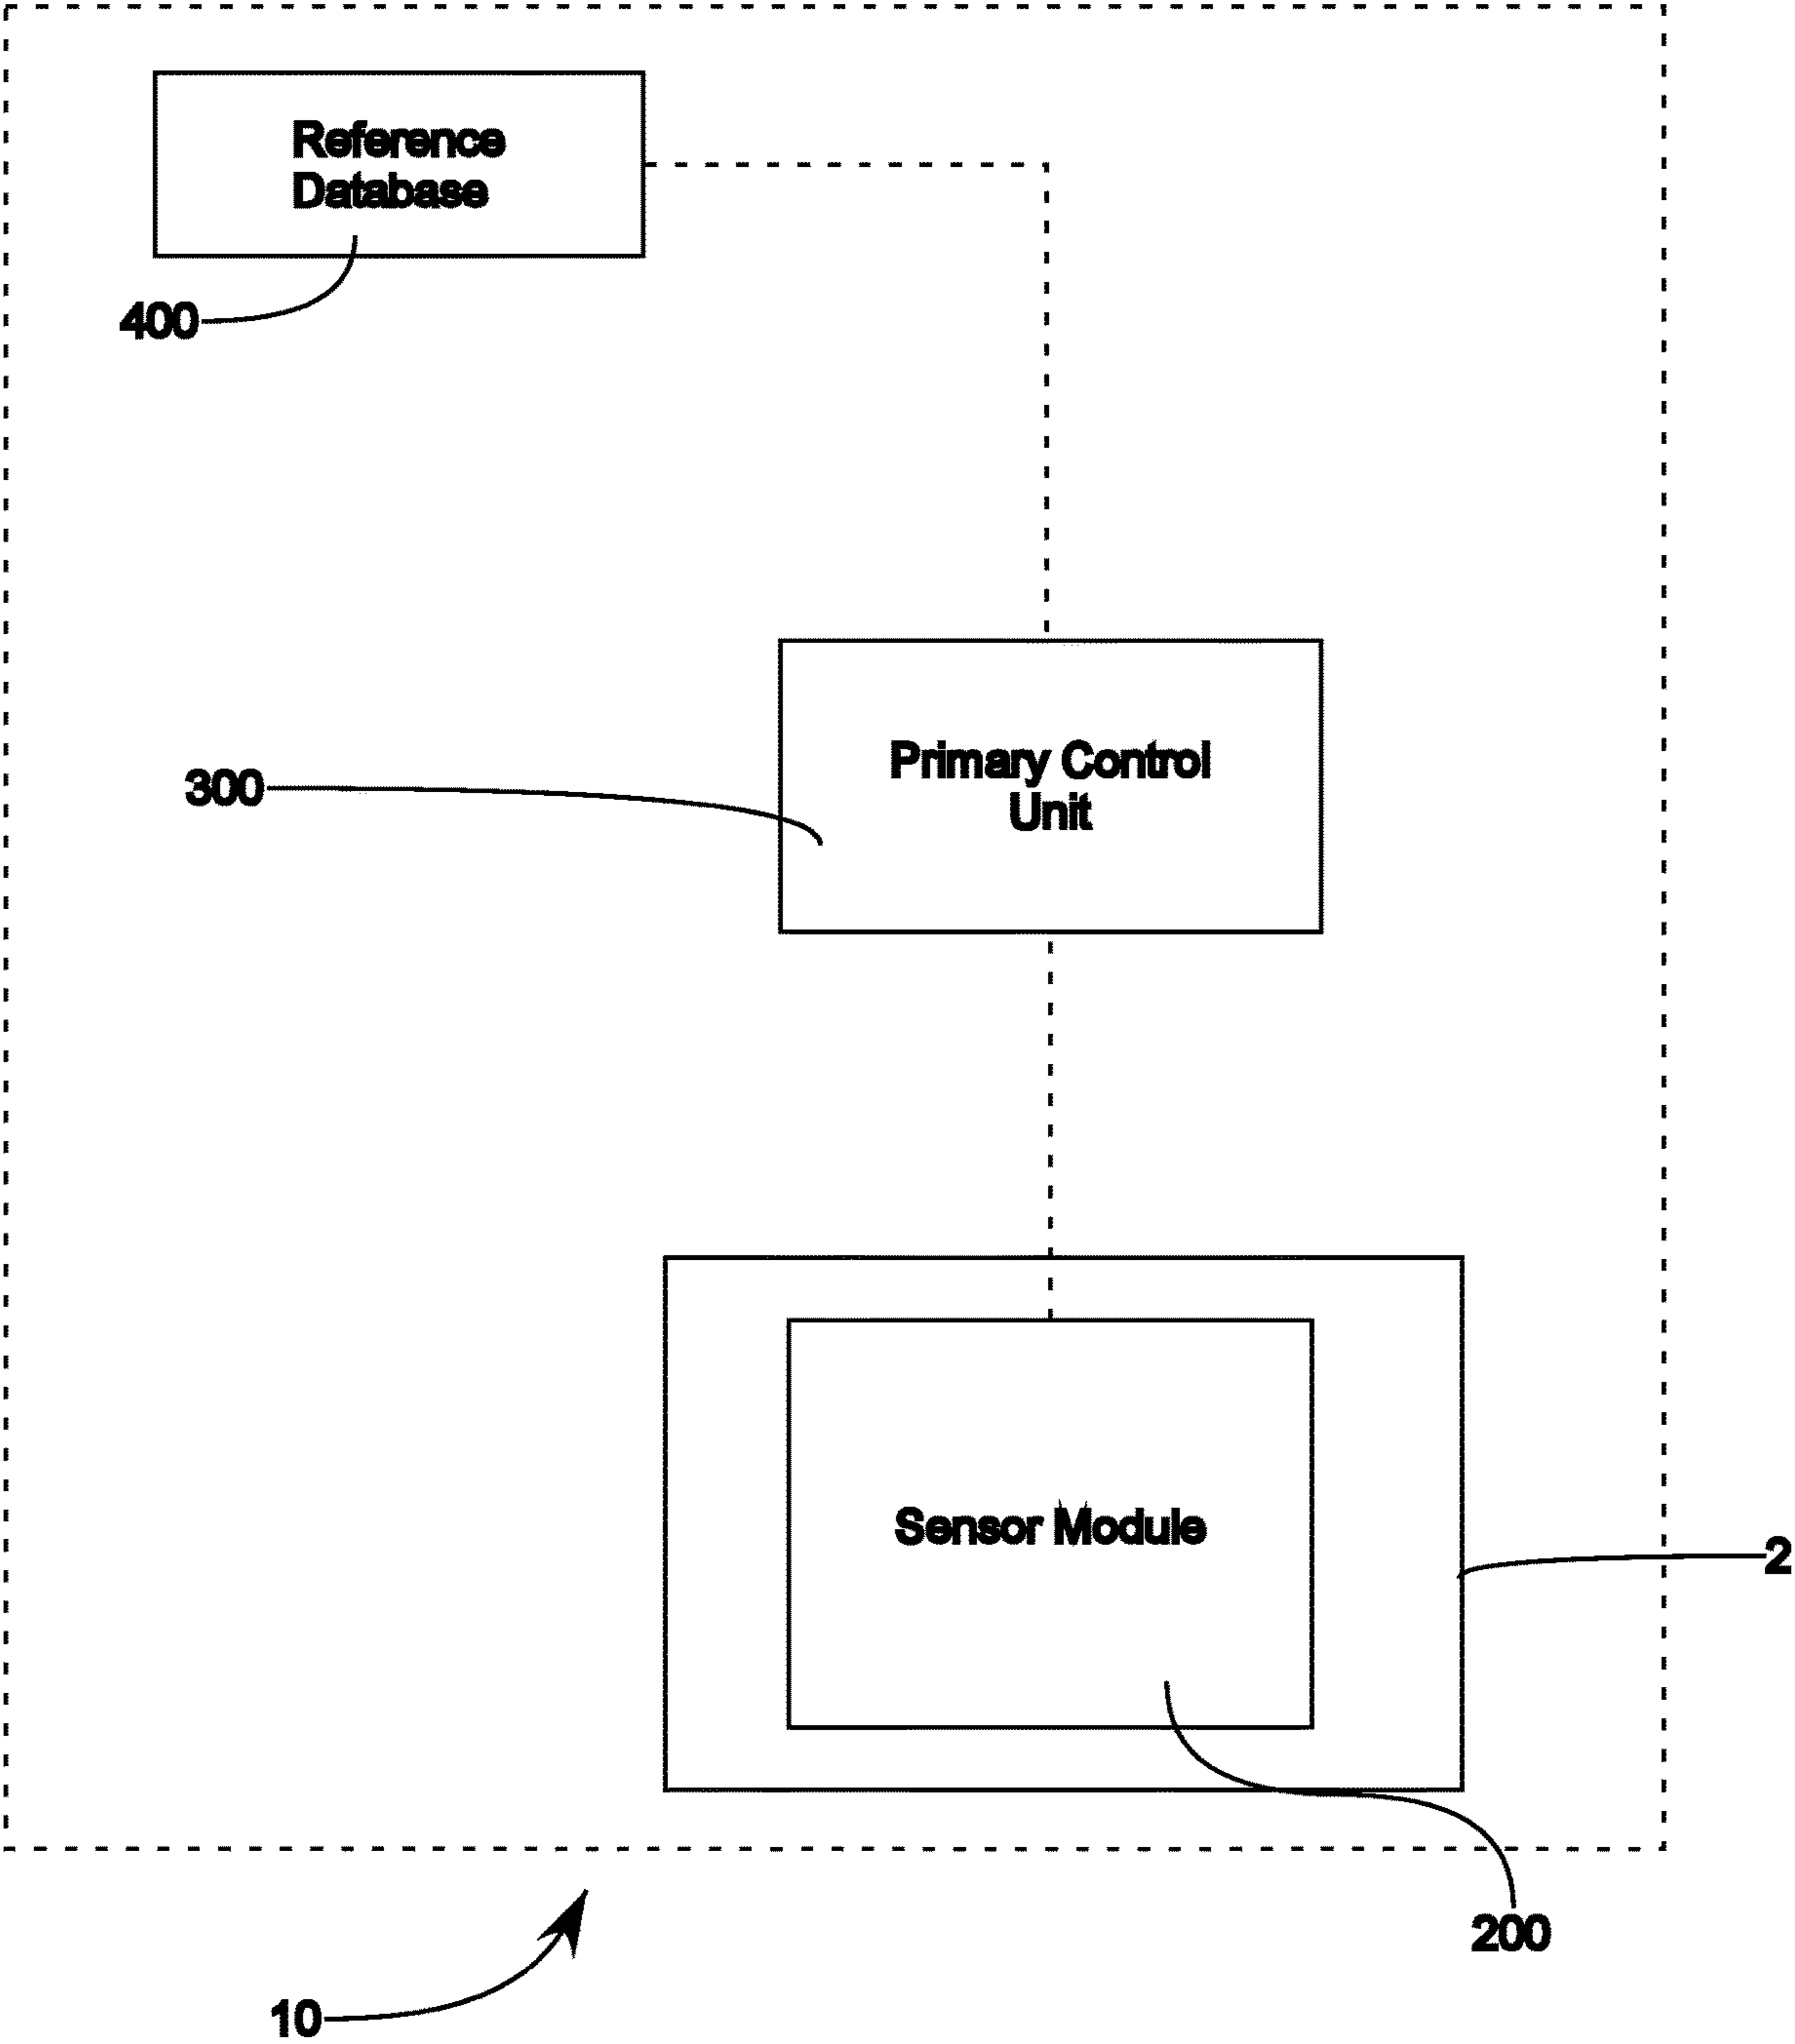 Reference
Database
400
Primary Control
Unit
300
Sensor Module
2
200
10